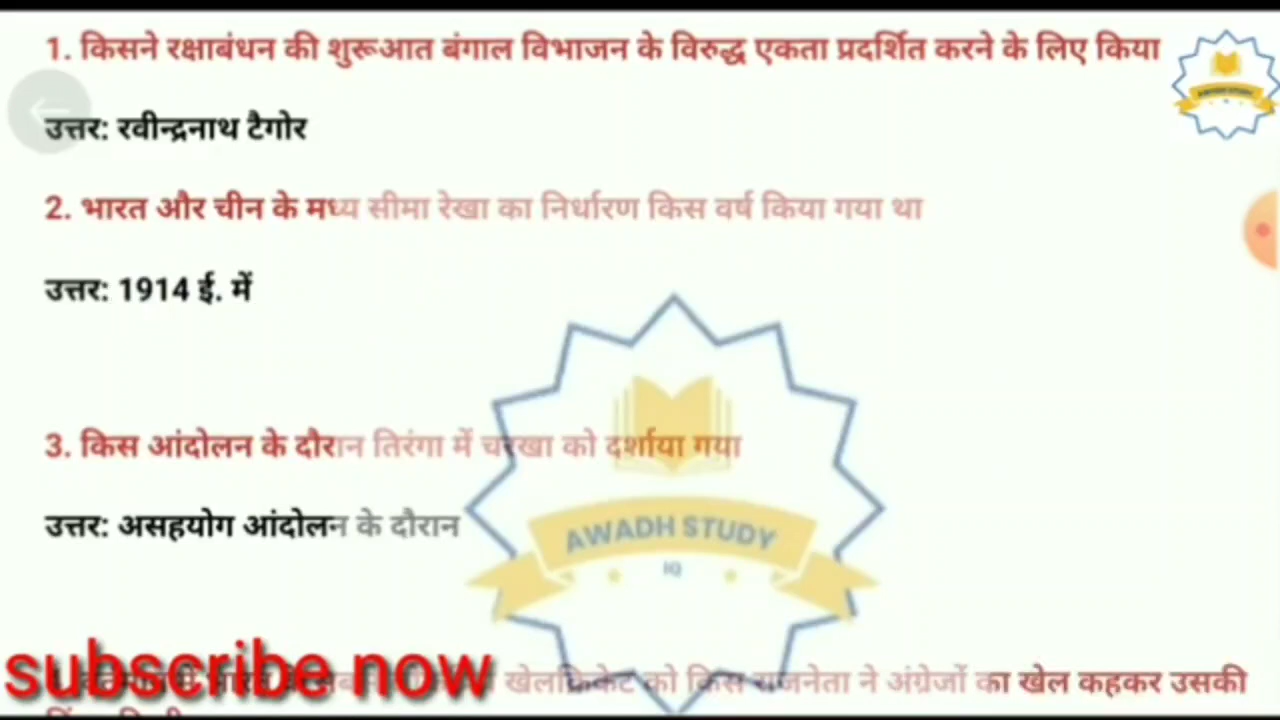 1. किसने रक्षाबंधन की शुरूआत बंगाल विभाजन के विरुद्ध एकता प्रदर्शित करने के लिए किया
उत्तर: रवीन्द्रनाथ टैगोर
2. भारत और चीन के मध्य सीमा रेखा का निर्धारण किस वर्ष किया गया था
उत्तर: 1914 ई. में
3. किस आंदोलन के दौरान तिरंगा में चरखा को दर्शाया गया
उत्तर: असहयोग आंदोलन के दौरान
AWADH STUDY
IQ
subscribe now
खेलक्रिकेट को किस राजनेता ने अंग्रेजों का खेल कहकर उसकी